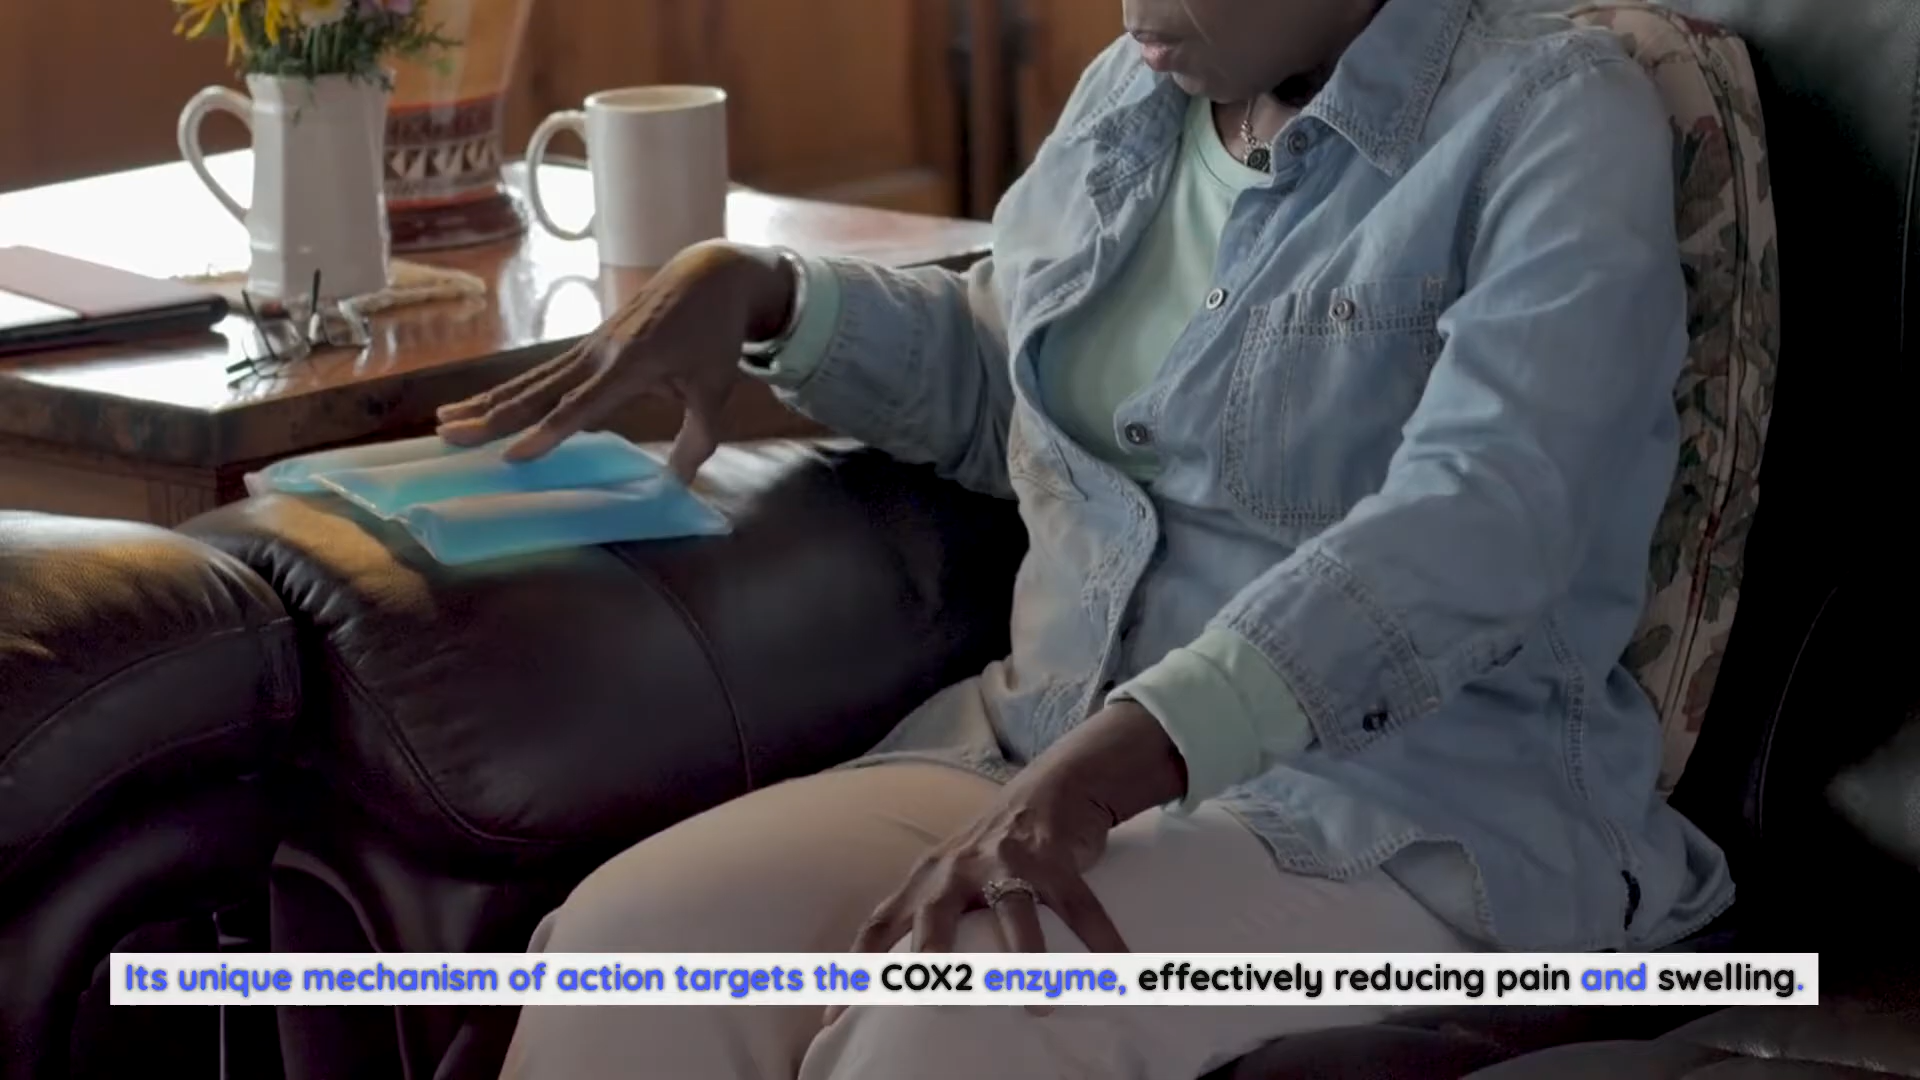 Its unique mechanism of action targets the COX2 enzyme, effectively reducing pain and swelling.